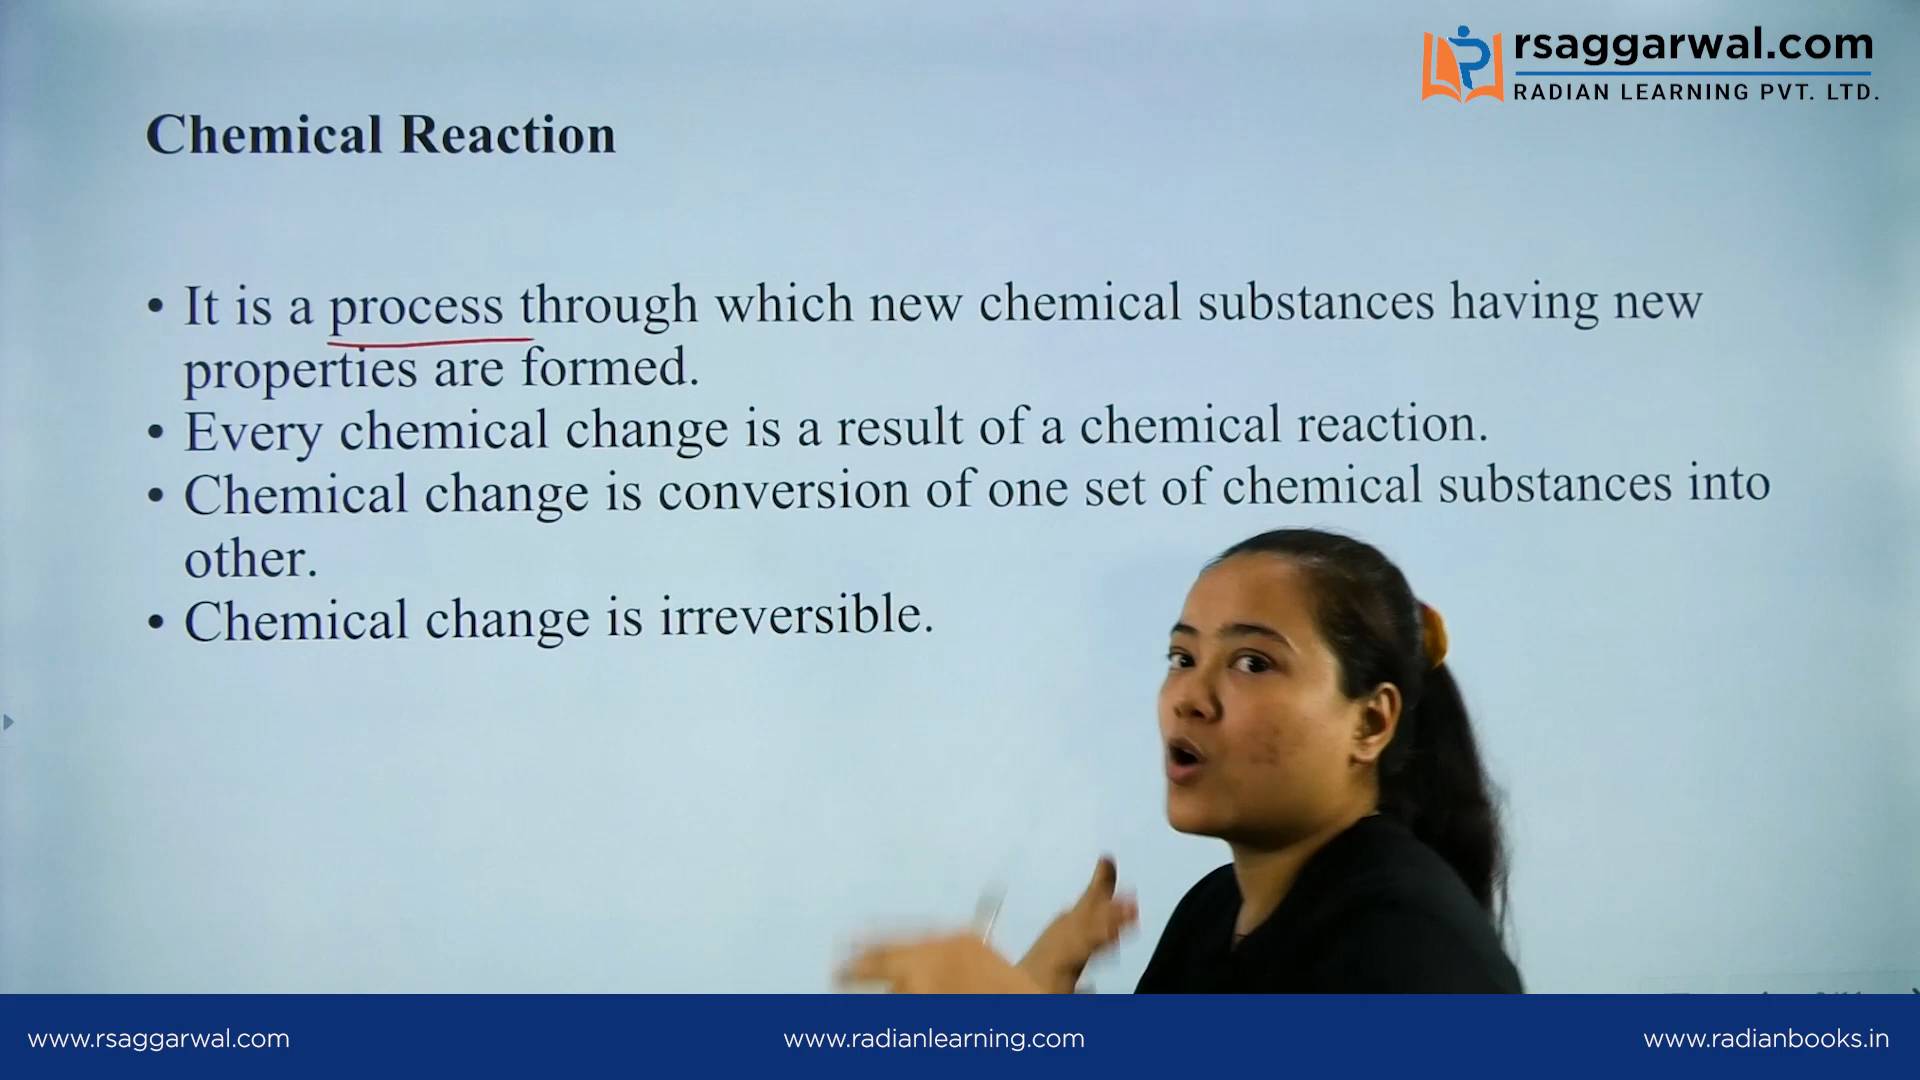 rsaggarwal.com
RADIAN LEARNING PVT. LTD.
Chemical Reaction
• It is a process through which new chemical substances having new
properties are formed.
• Every chemical change is a result of a chemical reaction.
• Chemical change is conversion of one set of chemical substances into
other.
• Chemical change is irreversible.
www.rsaggarwal.com
www.radianlearning.com
www.radianbooks.in